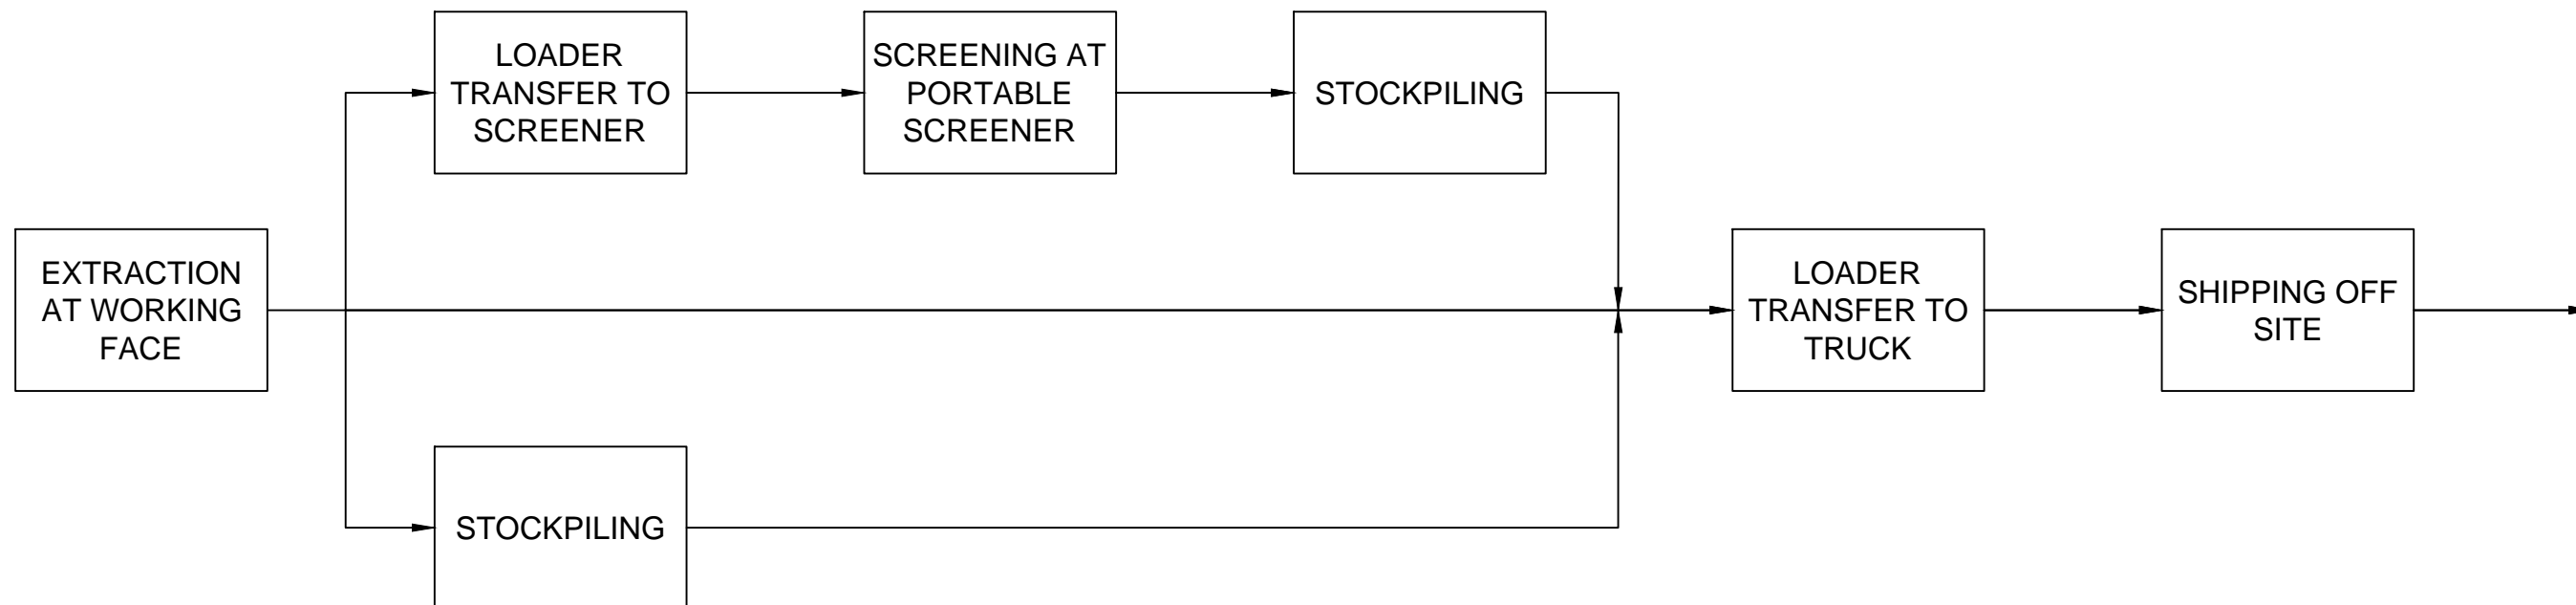 LOADER
TRANSFER TO
SCREENER
SCREENING AT
PORTABLE
SCREENER
STOCKPILING
EXTRACTION
AT WORKING
FACE
LOADER
TRANSFER TO
TRUCK
SHIPPING OFF
SITE
STOCKPILING